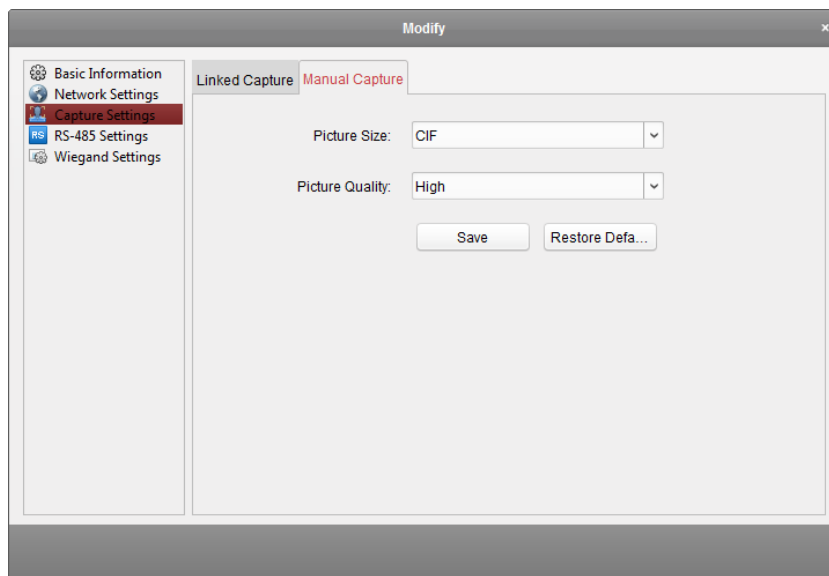 Modify
×
Basic Information
Network Settings
Capture Settings
RS RS-485 Settings
Wiegand Settings
Linked Capture Manual Capture
Picture Size: CIF
Picture Quality: High
Save Restore Defa...